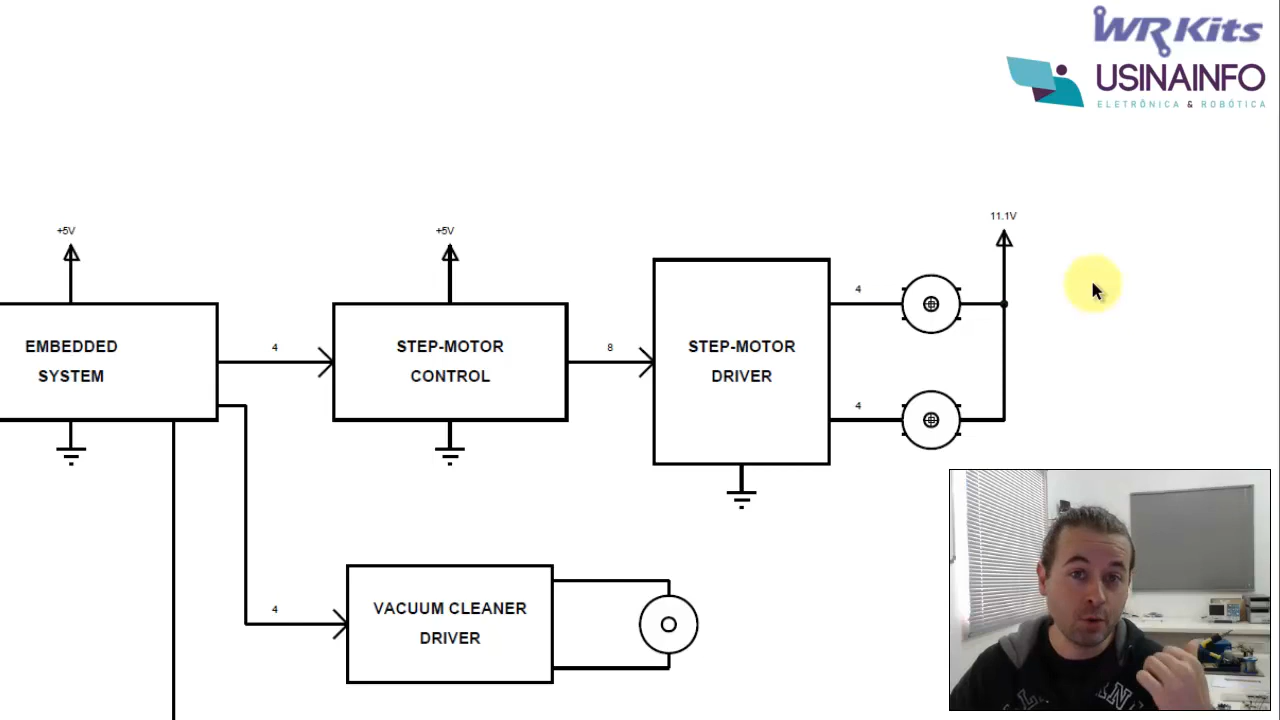 WR Kits
USINAINFO
ELETRÔNICA & ROBÓTICA
11.1V
+5V
+5V
4
4
EMBEDDED
SYSTEM
4
STEP-MOTOR
CONTROL
8
STEP-MOTOR
DRIVER
4
VACUUM CLEANER
DRIVER